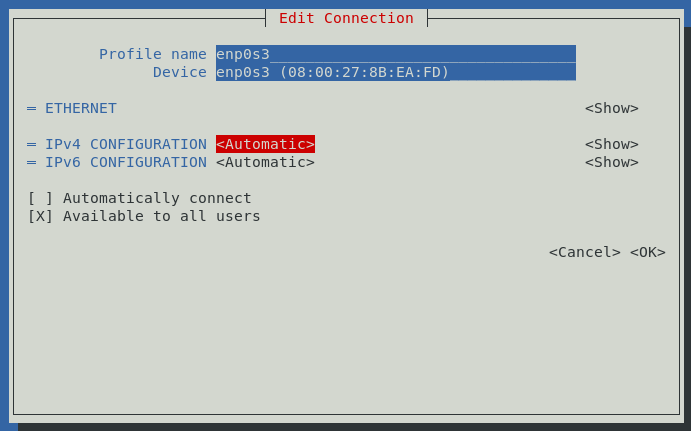 Edit Connection
Profile name enp0s3
Device enp0s3 (08:00:27:8B:EA:FD)
= ETHERNET <Show>
= IPv4 CONFIGURATION <Automatic> <Show>
= IPv6 CONFIGURATION <Automatic> <Show>
[ ] Automatically connect
[X] Available to all users
<Cancel> <OK>